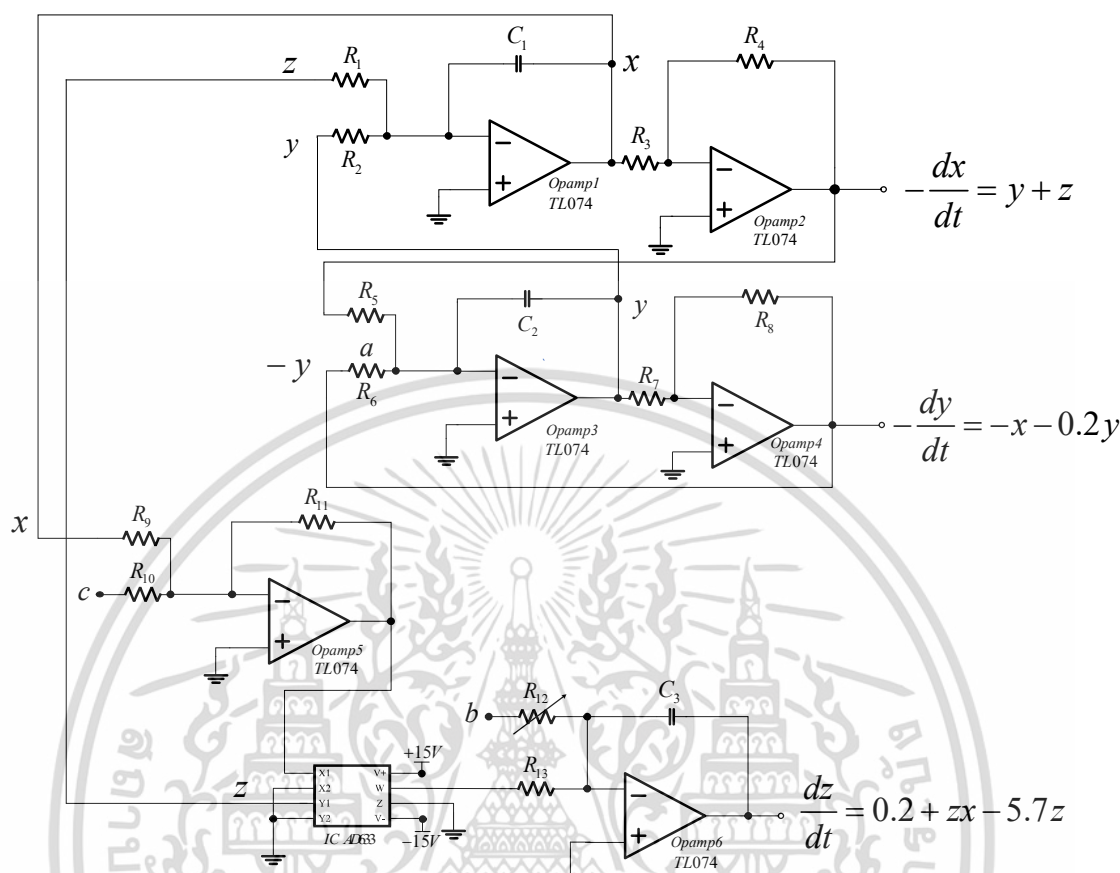 C₁
R₄
R₁
z
x
y
R₂
R₃
Opamp1
TL074
Opamp2
TL074
-dx/dt = y + z
R₅
C₂
y
R₈
a
-y
R₆
R₇
Opamp3
TL074
Opamp4
TL074
-dy/dt = -x - 0.2y
x
R₉
R₁₁
c
R₁₀
Opamp5
TL074
R₁₂
C₃
b
+15V
R₁₃
z
X1
X2
Y1
Y2
V+
W
Z
V-
-15V
IC AD633
Opamp6
TL074
dz/dt = 0.2 + zx - 5.7z